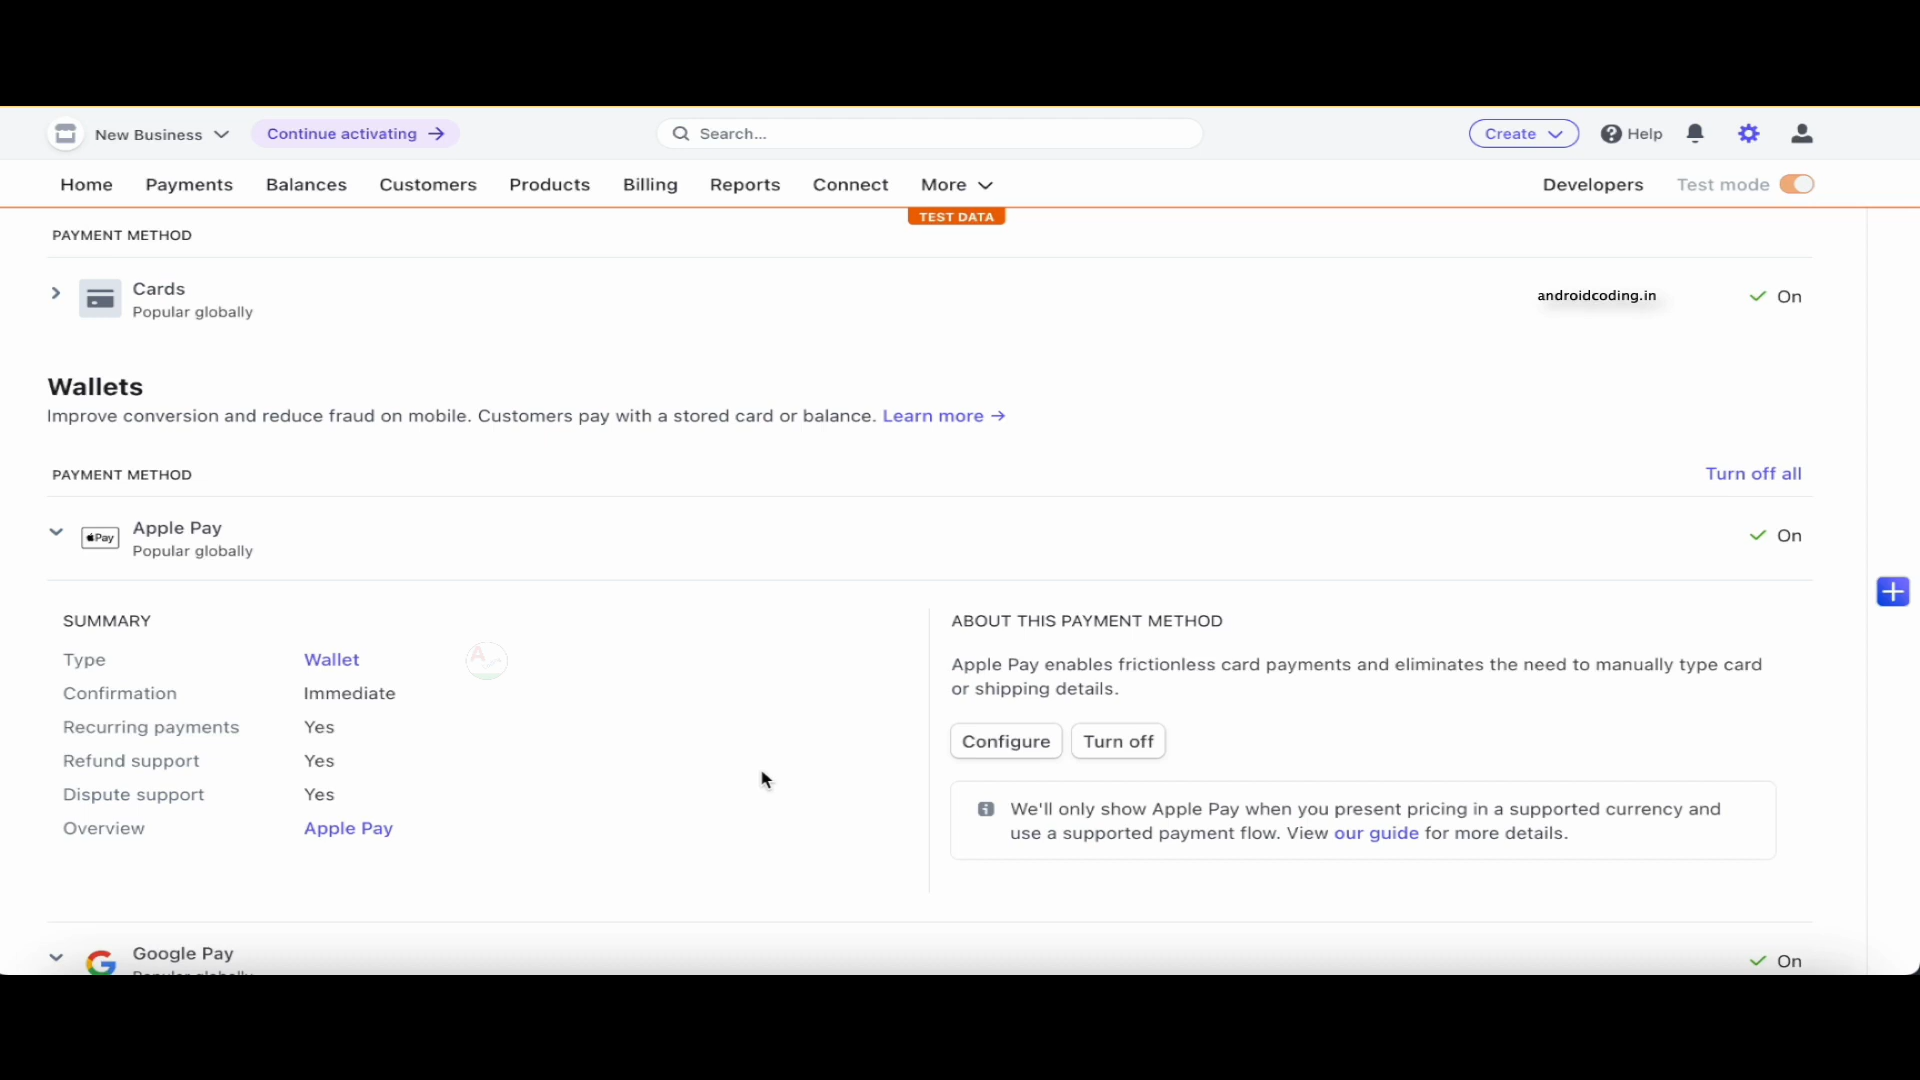 New Business
Continue activating →
Search...
Create
Help
Home Payments Balances Customers Products Billing Reports Connect More
Developers Test mode
TEST DATA
PAYMENT METHOD
Cards
Popular globally
androidcoding.in
On
Wallets
Improve conversion and reduce fraud on mobile. Customers pay with a stored card or balance. Learn more →
PAYMENT METHOD
Turn off all
Pay
Apple Pay
Popular globally
On
SUMMARY
Type Wallet
Confirmation Immediate
Recurring payments Yes
Refund support Yes
Dispute support Yes
Overview Apple Pay
ABOUT THIS PAYMENT METHOD
Apple Pay enables frictionless card payments and eliminates the need to manually type card
or shipping details.
Configure Turn off
We'll only show Apple Pay when you present pricing in a supported currency and
use a supported payment flow. View our guide for more details.
Google Pay
On